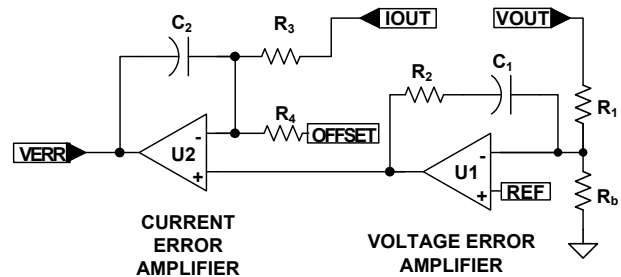 C₂
R₃
IOUT
VOUT
R₂
C₁
R₁
R₄
OFFSET
-
+
U2
VERR
-
+
U1
REF
R_b
CURRENT
ERROR
AMPLIFIER
VOLTAGE ERROR
AMPLIFIER